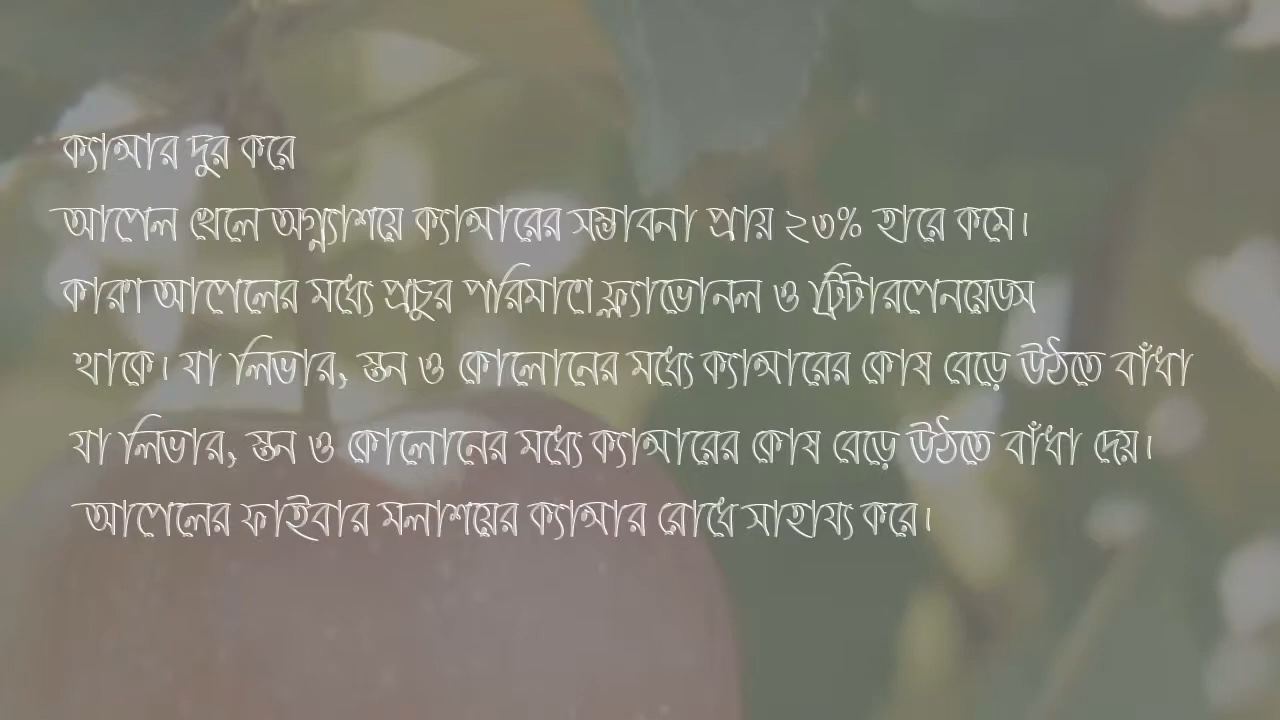 ক্যান্সার দুর করে
আপেল খেলে অগ্ন্যাশয়ে ক্যান্সারের সম্ভাবনা প্রায় ২৩% হারে কমে।
কারণ আপেলের মধ্যে প্রচুর পরিমাণে ফ্ল্যাভোনল ও ট্রিটারপেনয়েডস
থাকে। যা লিভার, স্তন ও কোলোনের মধ্যে ক্যান্সারের কোষ বেড়ে উঠতে বাঁধা
যা লিভার, স্তন ও কোলোনের মধ্যে ক্যান্সারের কোষ বেড়ে উঠতে বাঁধা দেয়।
আপেলের ফাইবার মলাশয়ের ক্যান্সার রোধে সাহায্য করে।